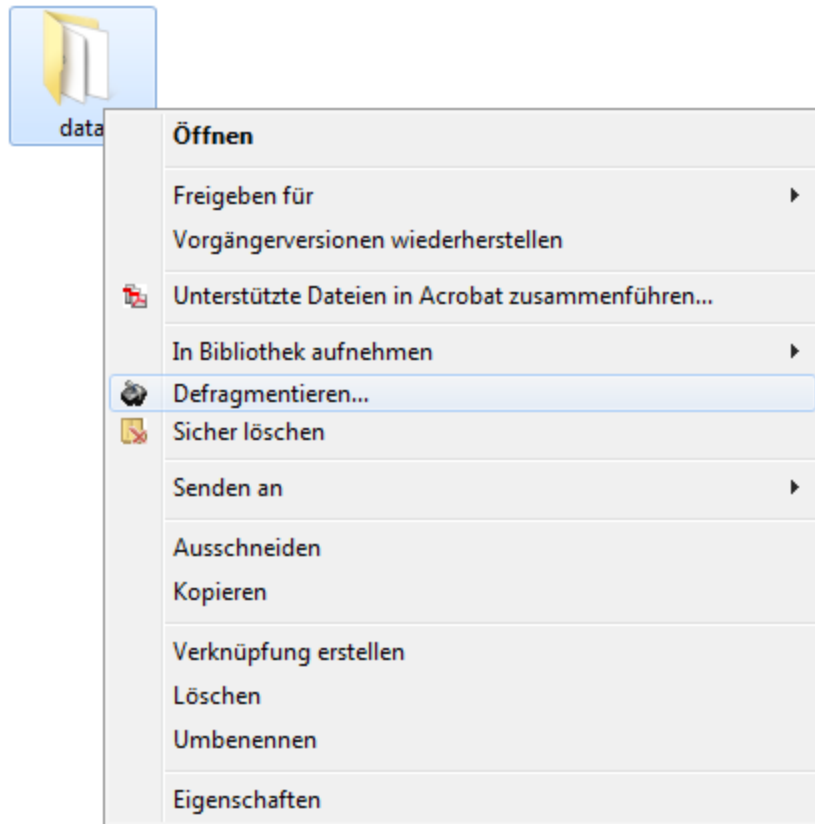 data
Öffnen
Freigeben für
Vorgängerversionen wiederherstellen
Unterstützte Dateien in Acrobat zusammenführen...
In Bibliothek aufnehmen
Defragmentieren...
Sicher löschen
Senden an
Ausschneiden
Kopieren
Verknüpfung erstellen
Löschen
Umbenennen
Eigenschaften